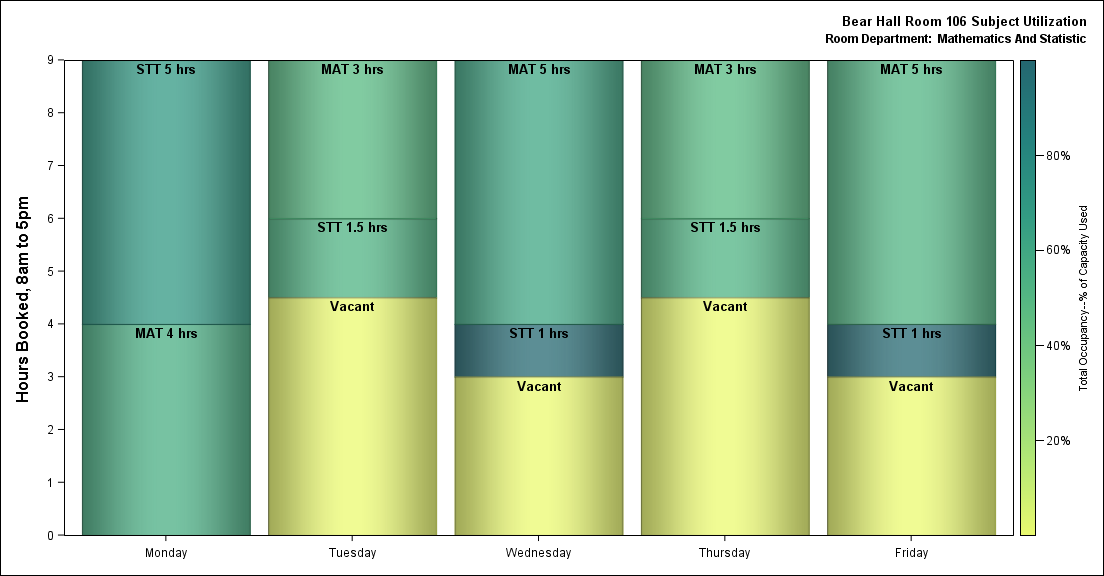 Bear Hall Room 106 Subject Utilization
Room Department: Mathematics And Statistic
Hours Booked, 8am to 5pm
9
8
7
6
5
4
3
2
1
0
STT 5 hrs
MAT 4 hrs
MAT 3 hrs
STT 1.5 hrs
Vacant
MAT 5 hrs
STT 1 hrs
Vacant
MAT 3 hrs
STT 1.5 hrs
Vacant
MAT 5 hrs
STT 1 hrs
Vacant
Monday
Tuesday
Wednesday
Thursday
Friday
80%
60%
40%
20%
Total Occupancy--% of Capacity Used